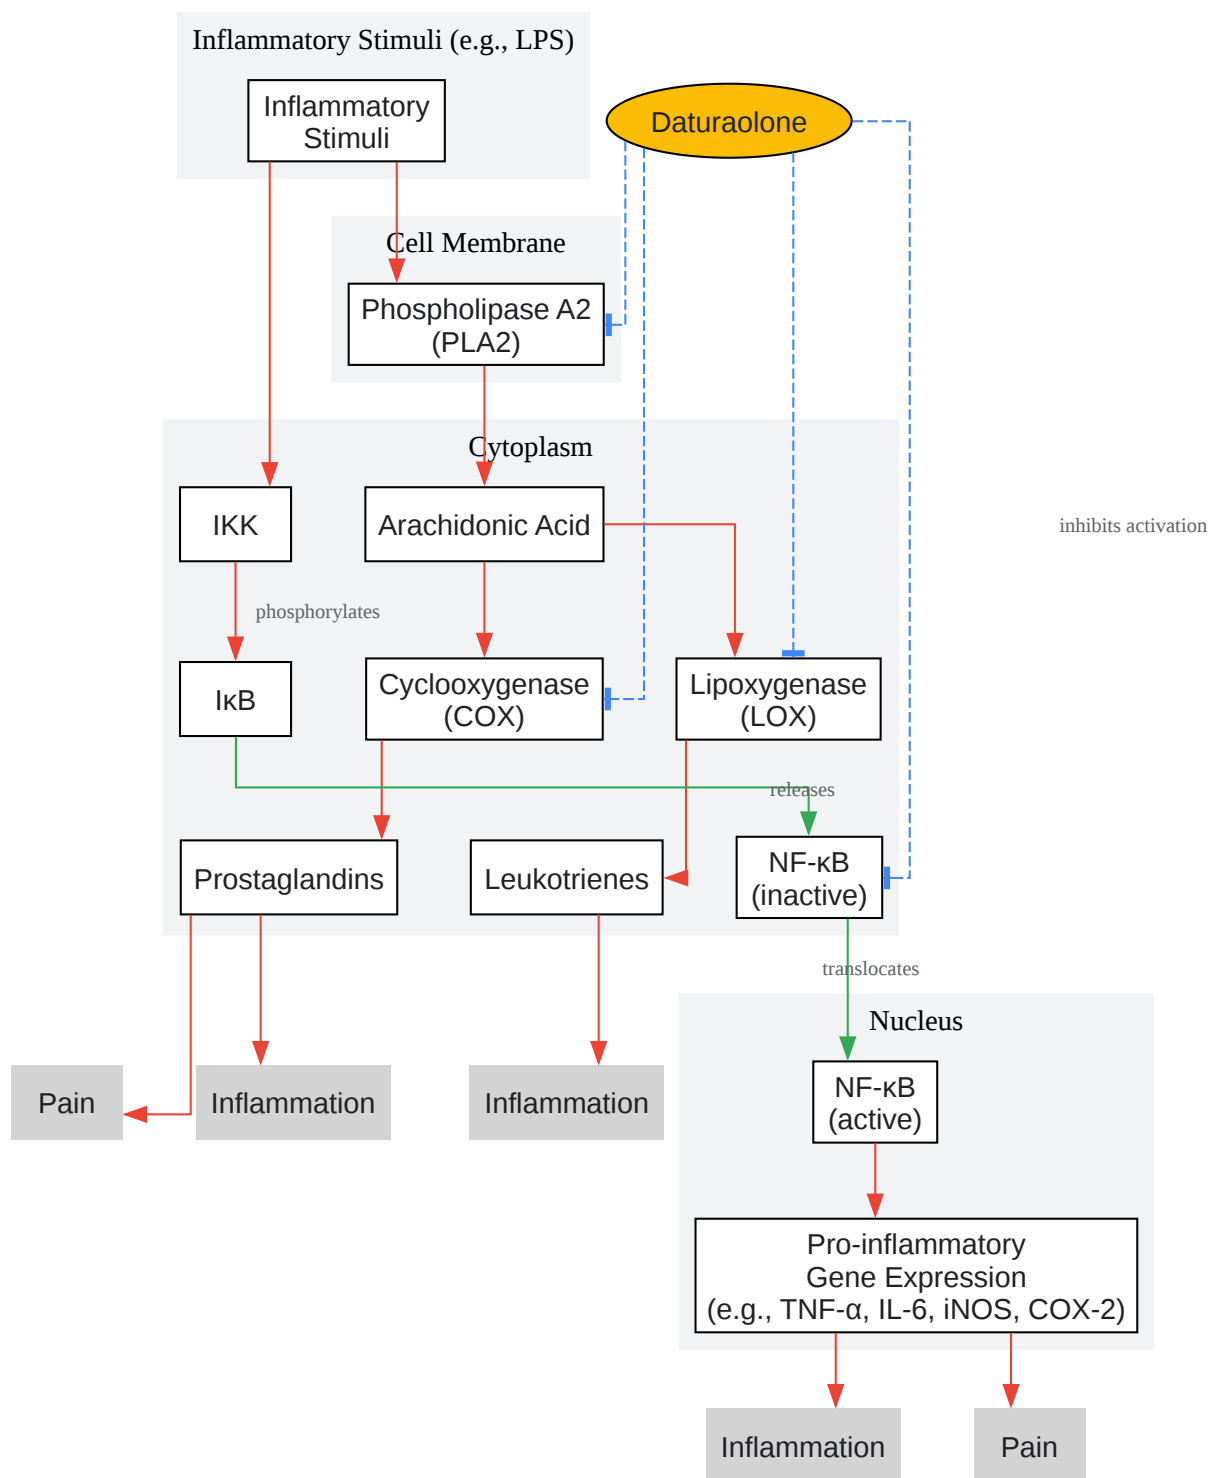 Inflammatory Stimuli (e.g., LPS)
Inflammatory
Stimuli
Daturaolone
Cell Membrane
Phospholipase A2
(PLA2)
Cytoplasm
IKK
Arachidonic Acid
inhibits activation
phosphorylates
IκB
Cyclooxygenase
(COX)
Lipoxygenase
(LOX)
releases
Prostaglandins
Leukotrienes
NF-κB
(inactive)
translocates
Nucleus
Pain
Inflammation
Inflammation
NF-κB
(active)
Pro-inflammatory
Gene Expression
(e.g., TNF-α, IL-6, iNOS, COX-2)
Inflammation
Pain